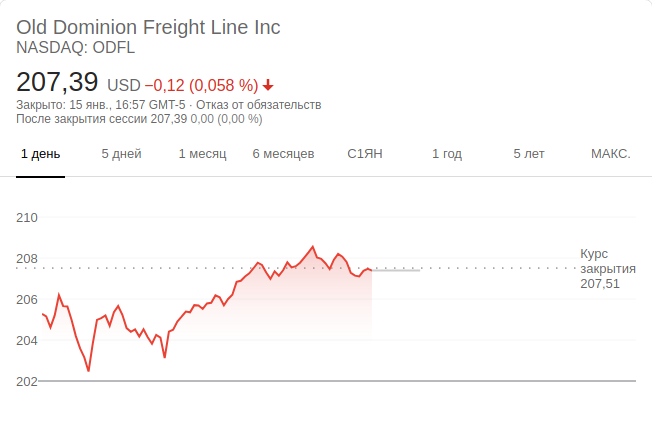 Old Dominion Freight Line Inc
NASDAQ: ODFL
207,39 USD −0,12 (0,058 %)
Закрыто: 15 янв., 16:57 GMT-5 · Отказ от обязательств
После закрытия сессии 207,39 0,00 (0,00 %)
1 день 5 дней 1 месяц 6 месяцев С1ЯН 1 год 5 лет МАКС.
210
208
206
204
202
Курс
закрытия
207,51